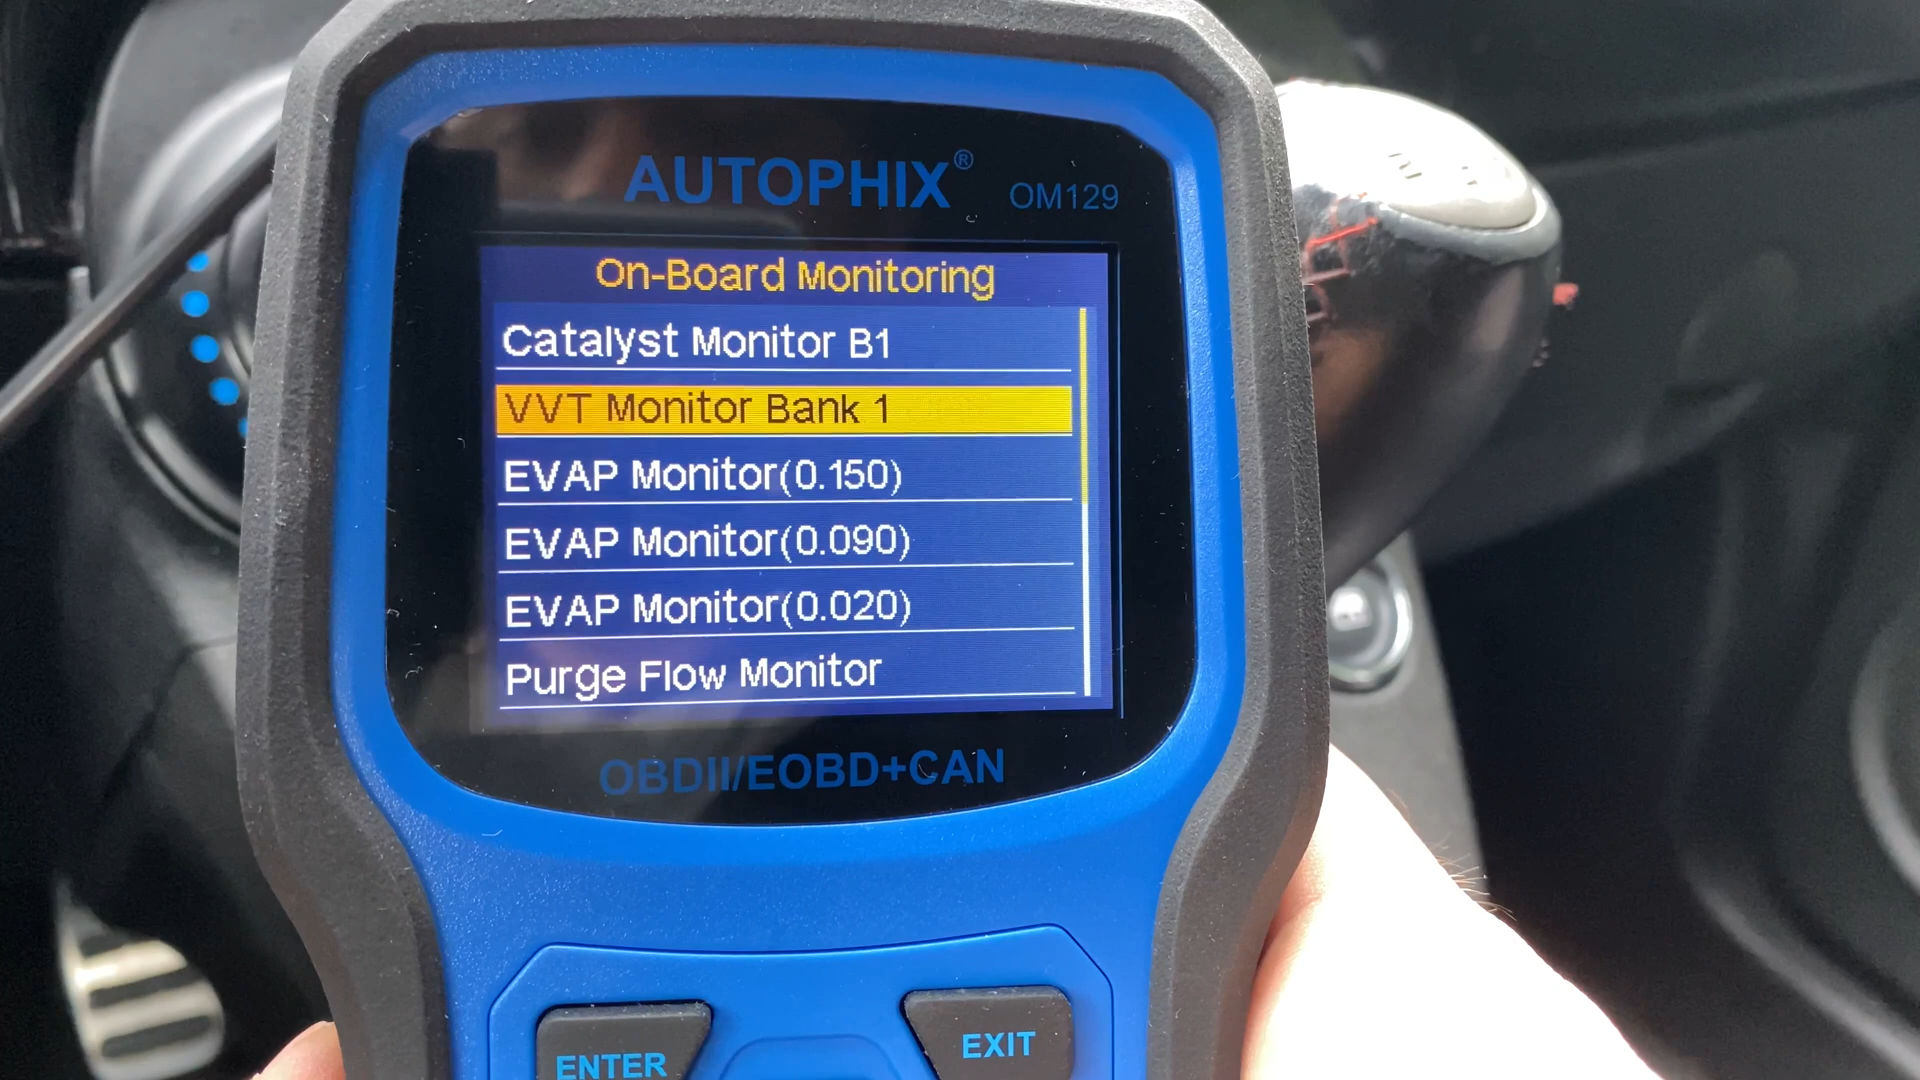 AUTOPHIX® OM129
On-Board Monitoring
Catalyst Monitor B1
VVT Monitor Bank 1
EVAP Monitor(0.150)
EVAP Monitor(0.090)
EVAP Monitor(0.020)
Purge Flow Monitor
OBDII/EOBD+CAN
ENTER EXIT